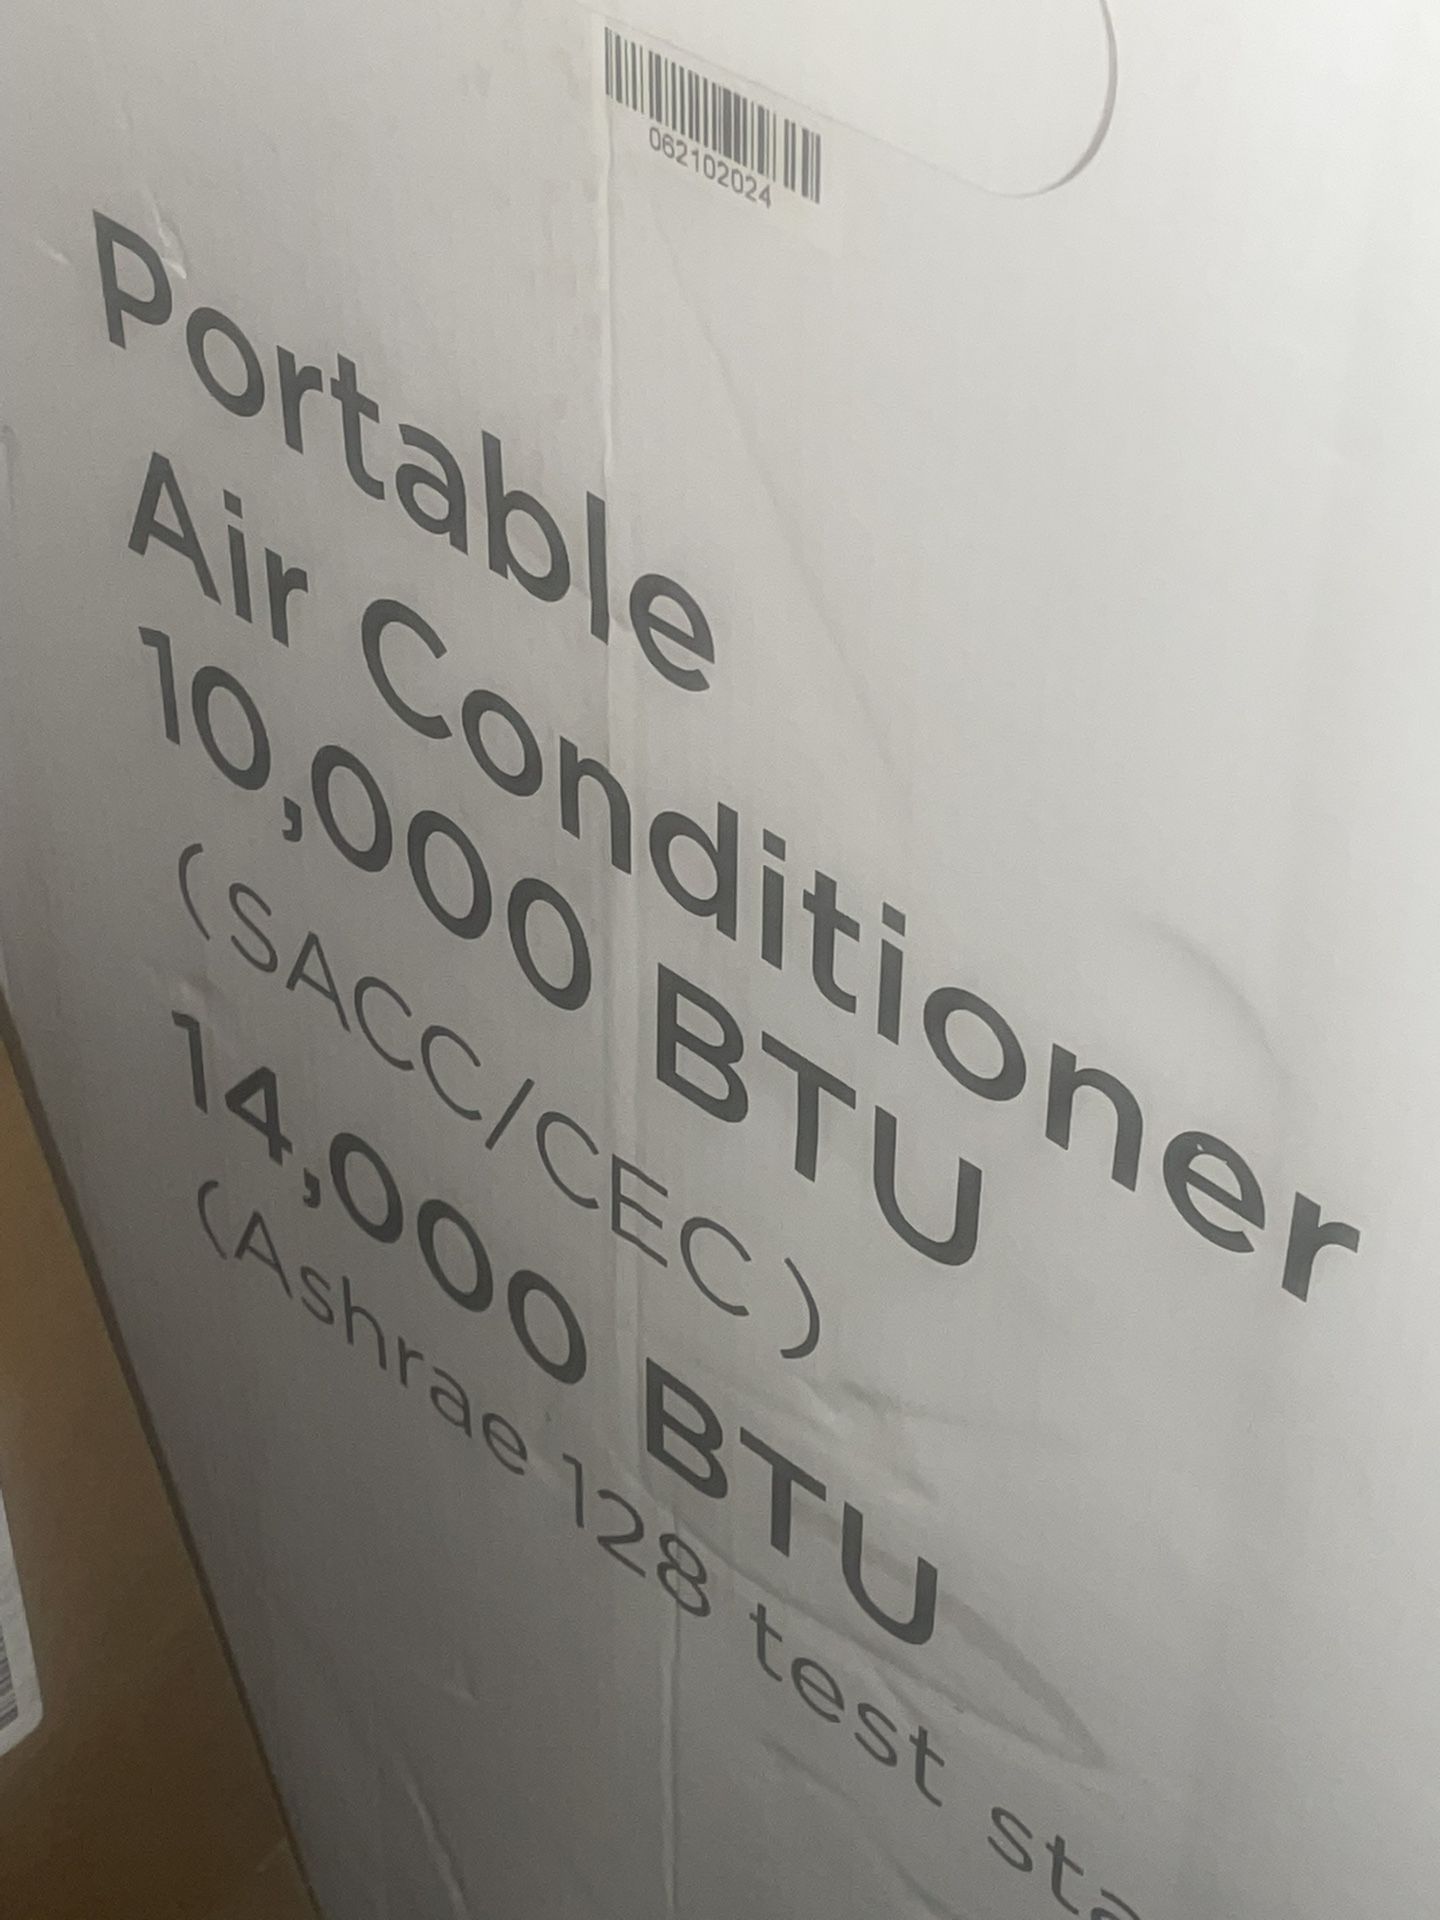 062102024
Portable
Air Conditioner
10,000 BTU
(SACC/CEC)
14,000 BTU
(Ashrae 128 test